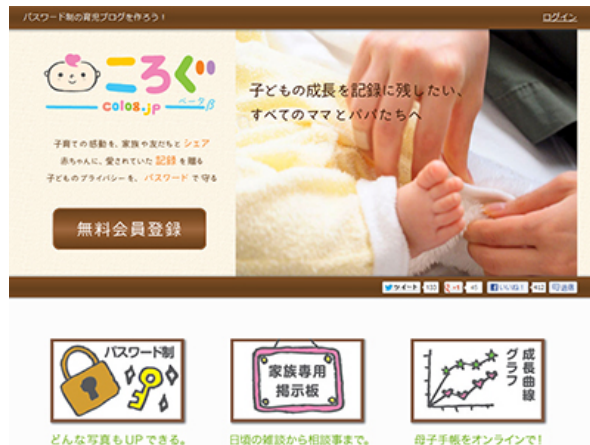 パスワード制の育児ブログを作ろう!
ログイン
ころぐ
colog.jp
ベータβ
子どもの成長を記録に残したい、
すべてのママとパパたちへ
子育ての感動を、家族や友だちと シェア
赤ちゃんに、愛されていた 記録 を贈る
子どものプライバシーを、パスワード で守る
無料会員登録
ツイート
+1
いいね!
412
送信
パスワード制
家族専用
掲示板
成長曲線
グラフ
どんな写真もUPできる。
日頃の雑談から相談事まで。
母子手帳をオンラインで!